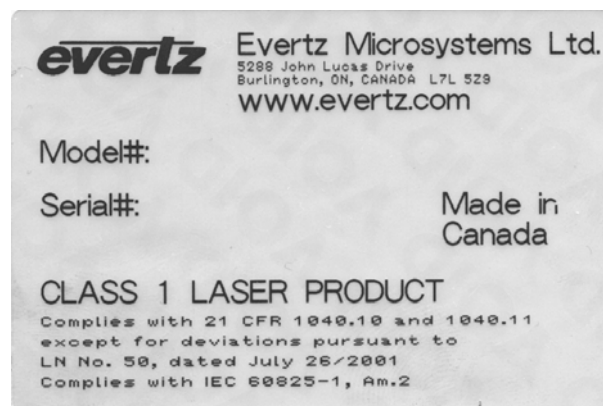 evertz
Evertz Microsystems Ltd.
5288 John Lucas Drive
Burlington, ON, CANADA L7L 5Z9
www.evertz.com
Model#:
Serial#:
Made in
Canada
CLASS 1 LASER PRODUCT
Complies with 21 CFR 1040.10 and 1040.11
except for deviations pursuant to
LN No. 50, dated July 26/2001
Complies with IEC 60825-1, Am.2